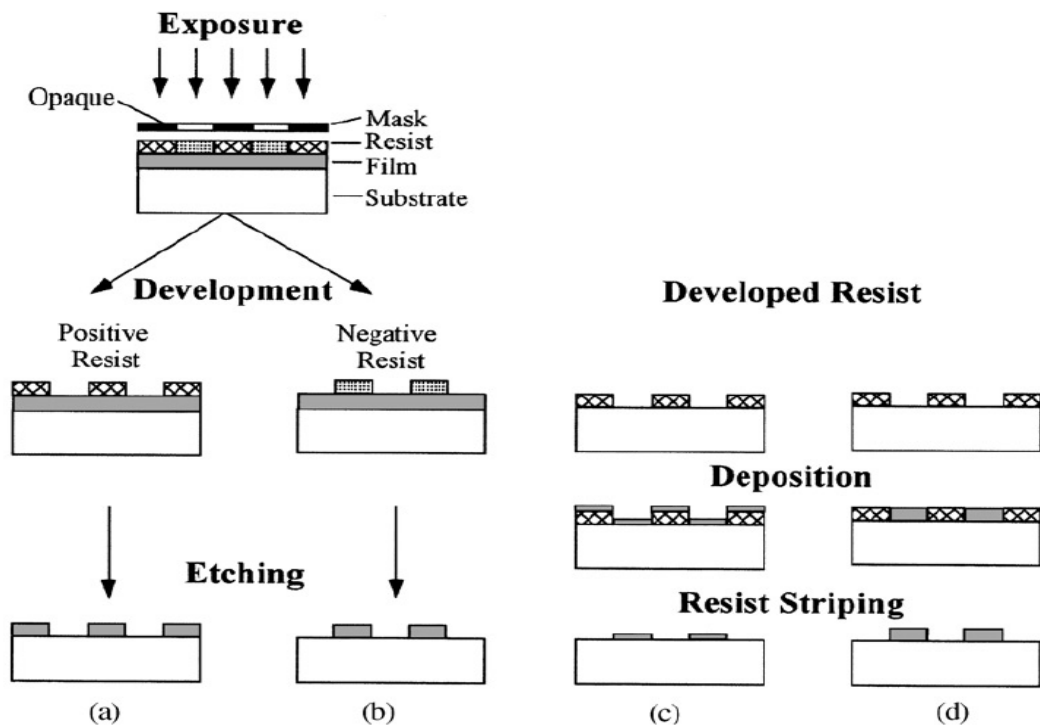 Exposure
Opaque
Mask
Resist
Film
Substrate
Development
Positive
Resist
Negative
Resist
Etching
(a)
(b)
Developed Resist
Deposition
Resist Striping
(c)
(d)